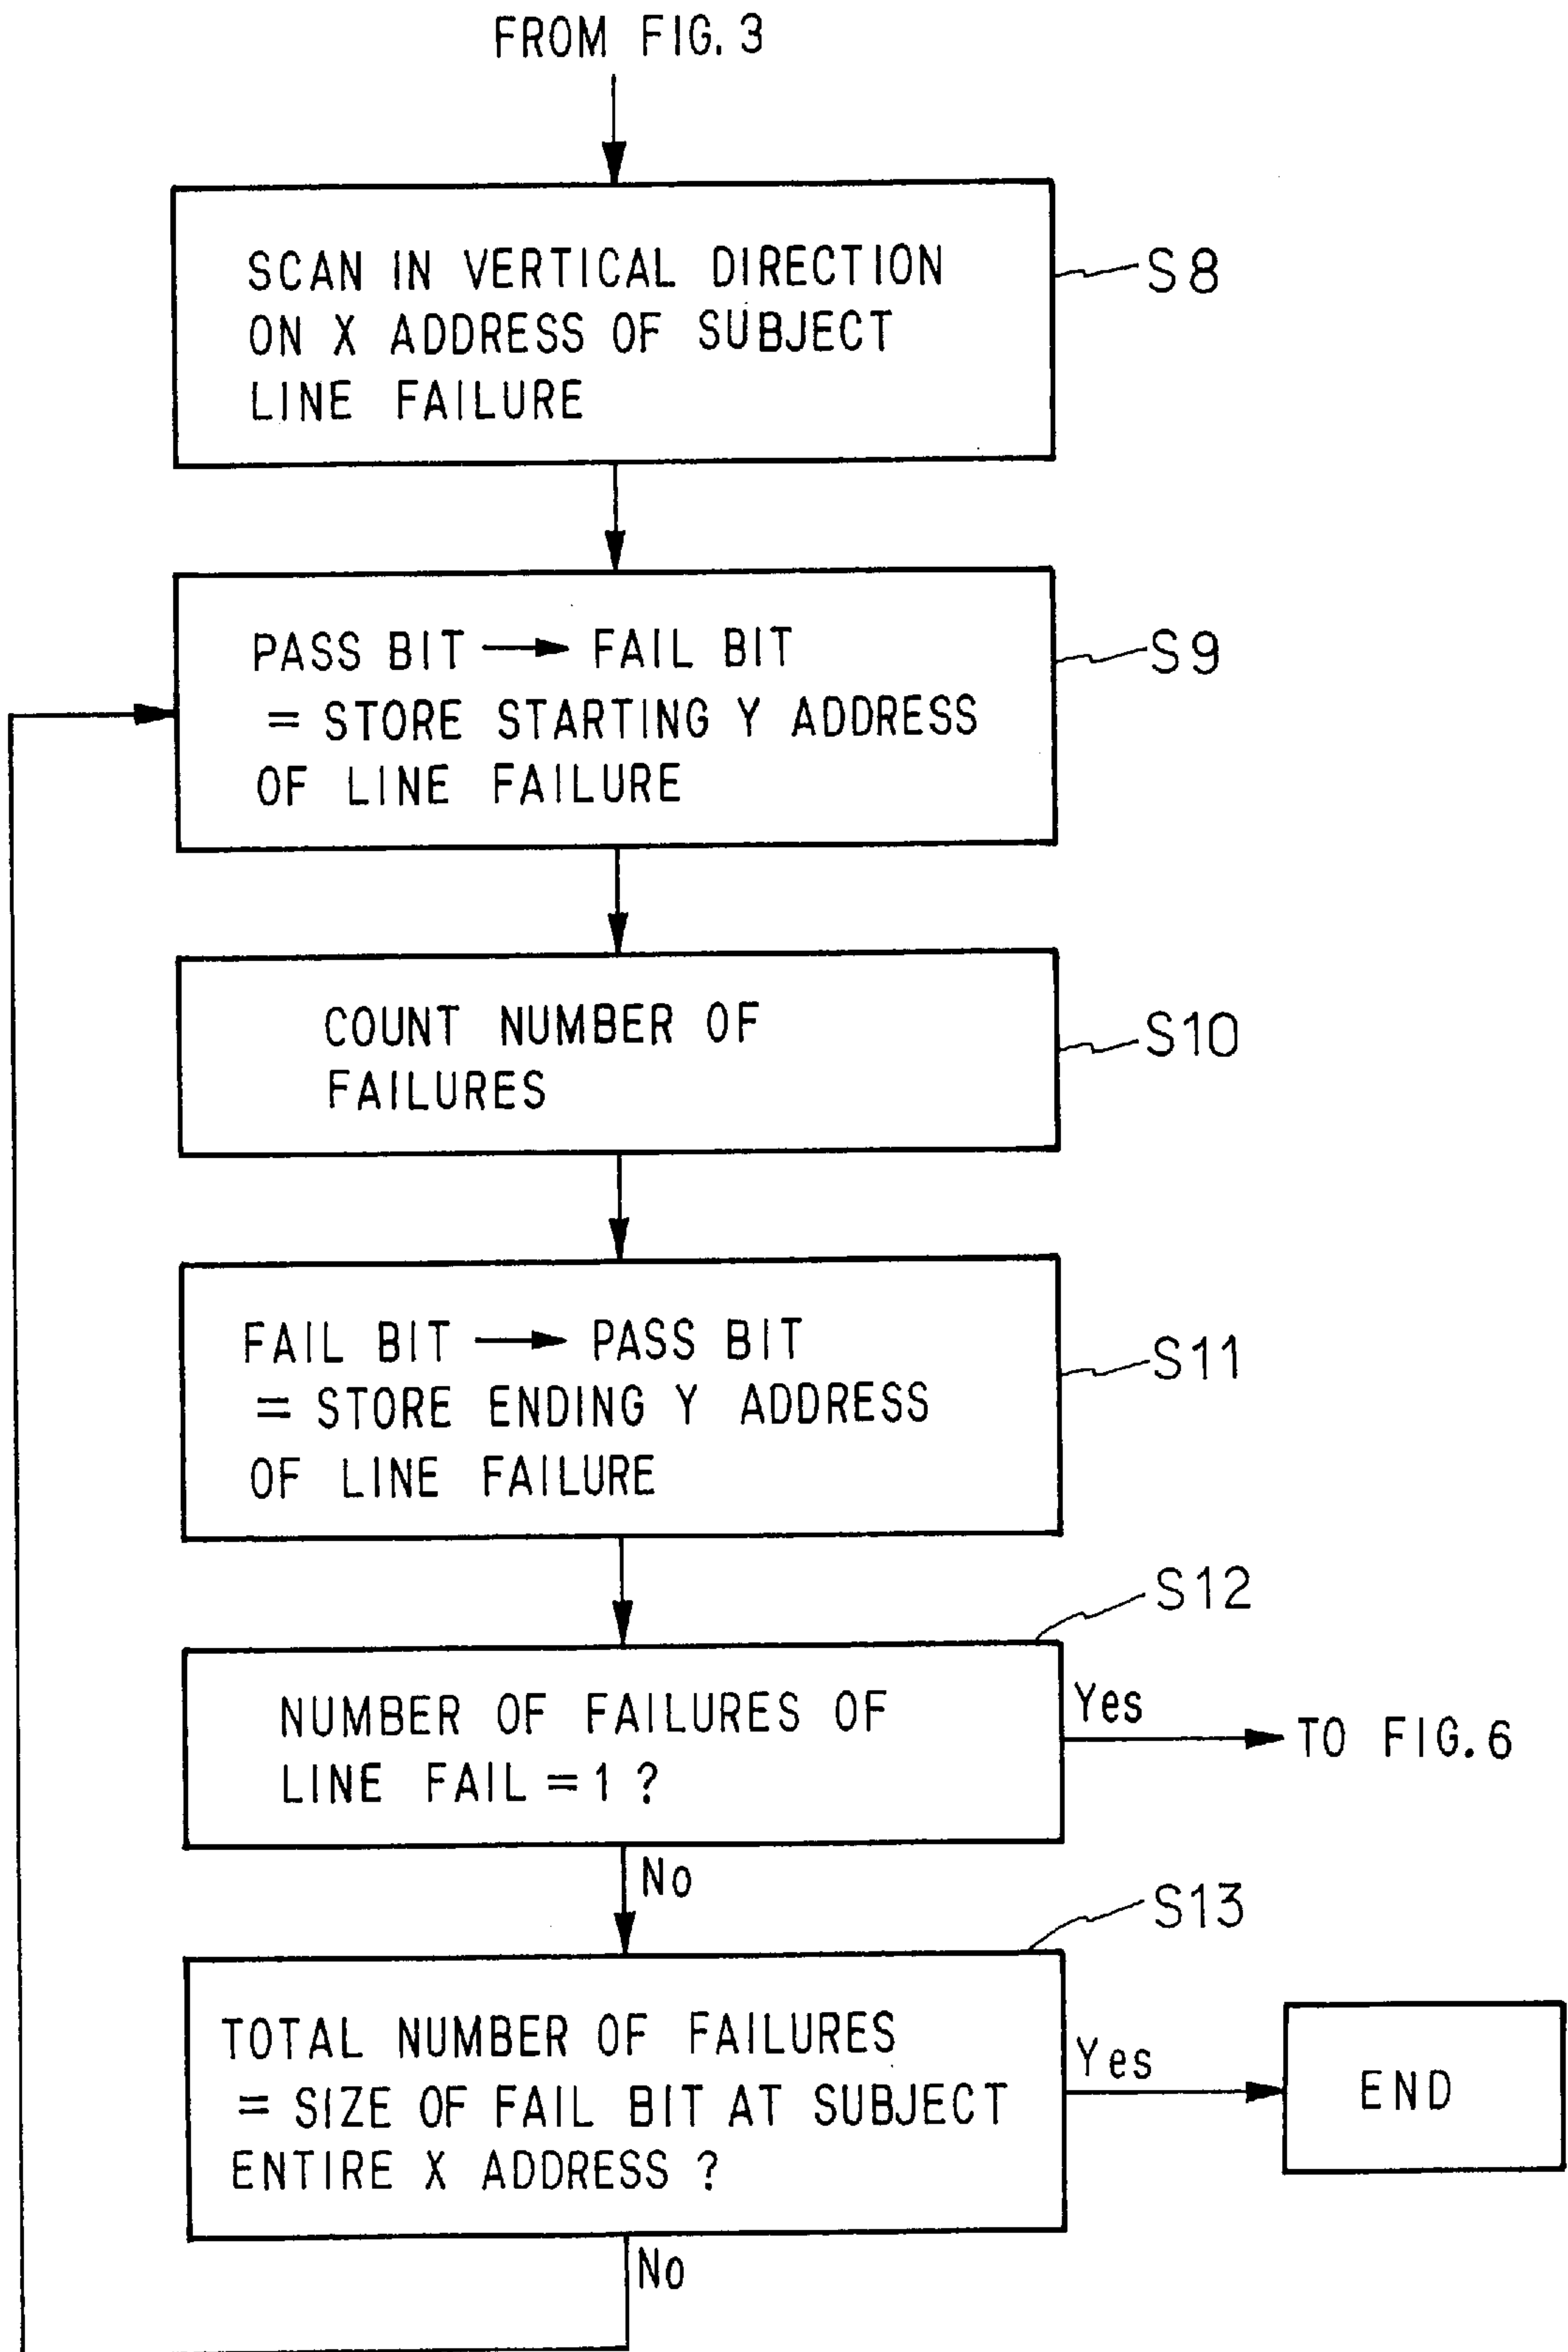 FROM FIG. 3
SCAN IN VERTICAL DIRECTION
ON X ADDRESS OF SUBJECT
LINE FAILURE
S8
PASS BIT → FAIL BIT
= STORE STARTING Y ADDRESS
OF LINE FAILURE
S9
COUNT NUMBER OF
FAILURES
S10
FAIL BIT → PASS BIT
= STORE ENDING Y ADDRESS
OF LINE FAILURE
S11
S12
NUMBER OF FAILURES OF
LINE FAIL = 1 ?
Yes
TO FIG. 6
No
S13
TOTAL NUMBER OF FAILURES
= SIZE OF FAIL BIT AT SUBJECT
ENTIRE X ADDRESS ?
Yes
END
No